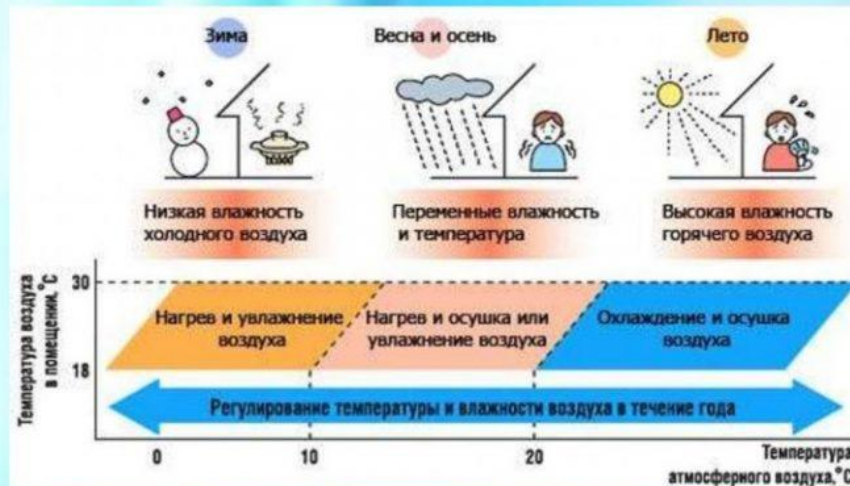 Зима
Весна и осень
Лето
Низкая влажность
холодного воздуха
Переменные влажность
и температура
Высокая влажность
горячего воздуха
Температура воздуха
в помещении,°С
30
18
Нагрев и увлажнение
воздуха
Нагрев и осушка или
увлажнение воздуха
Охлаждение и осушка
воздуха
Регулирование температуры и влажности воздуха в течение года
0
10
20
Температура
атмосферного воздуха,°С